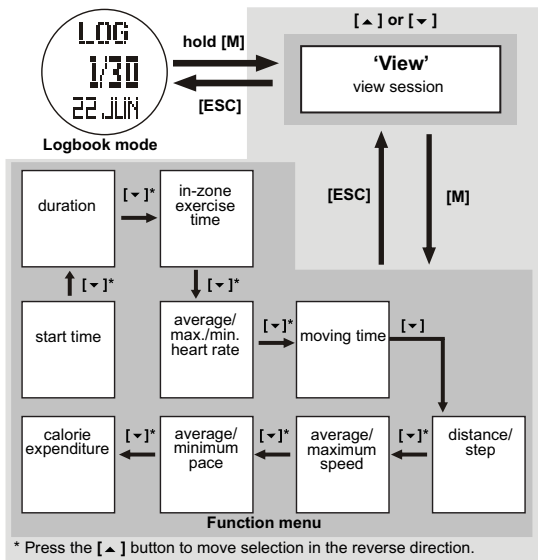 LOG
1/30
22 JUN
Logbook mode
hold [M]
[ESC]
[▲] or [▼]
'View'
view session
[ESC]
[M]
duration
[▼]*
in-zone
exercise
time
[▼]*
[▼]*
start time
average/
max./min.
heart rate
[▼]*
moving time
[▼]
calorie
expenditure
[▼]*
average/
minimum
pace
[▼]*
average/
maximum
speed
[▼]*
distance/
step
Function menu
* Press the [▲] button to move selection in the reverse direction.